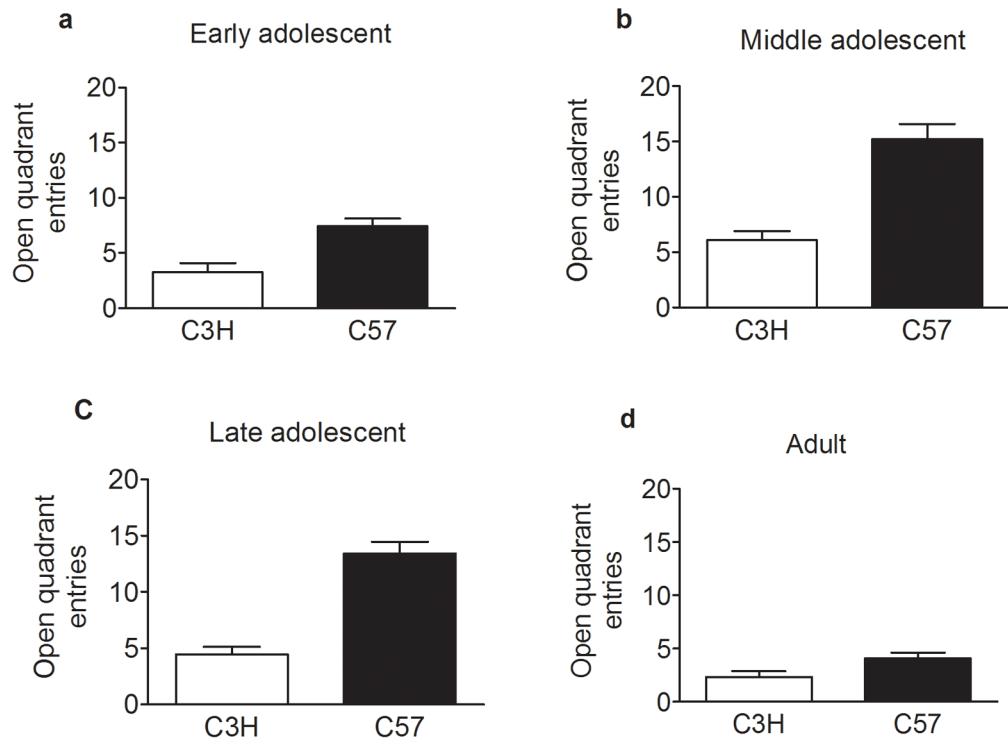 a
Early adolescent
Open quadrant
entries
20
15
10
5
0
C3H
C57
b
Middle adolescent
Open quadrant
entries
20
15
10
5
0
C3H
C57
C
Late adolescent
Open quadrant
entries
20
15
10
5
0
C3H
C57
d
Adult
Open quadrant
entries
20
15
10
5
0
C3H
C57